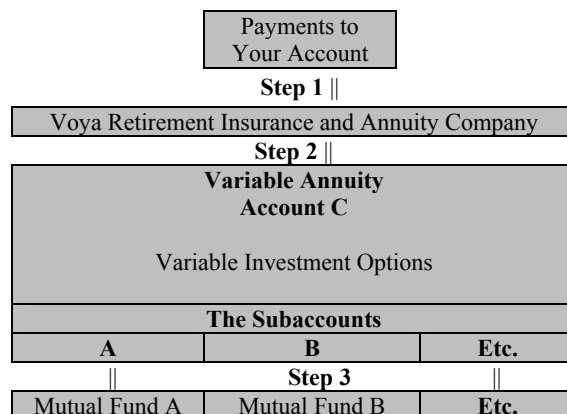 Payments to
Your Account
Step 1 ||
Voya Retirement Insurance and Annuity Company
Step 2 ||
Variable Annuity
Account C
Variable Investment Options
The Subaccounts
A B Etc.
|| Step 3 ||
Mutual Fund A Mutual Fund B Etc.